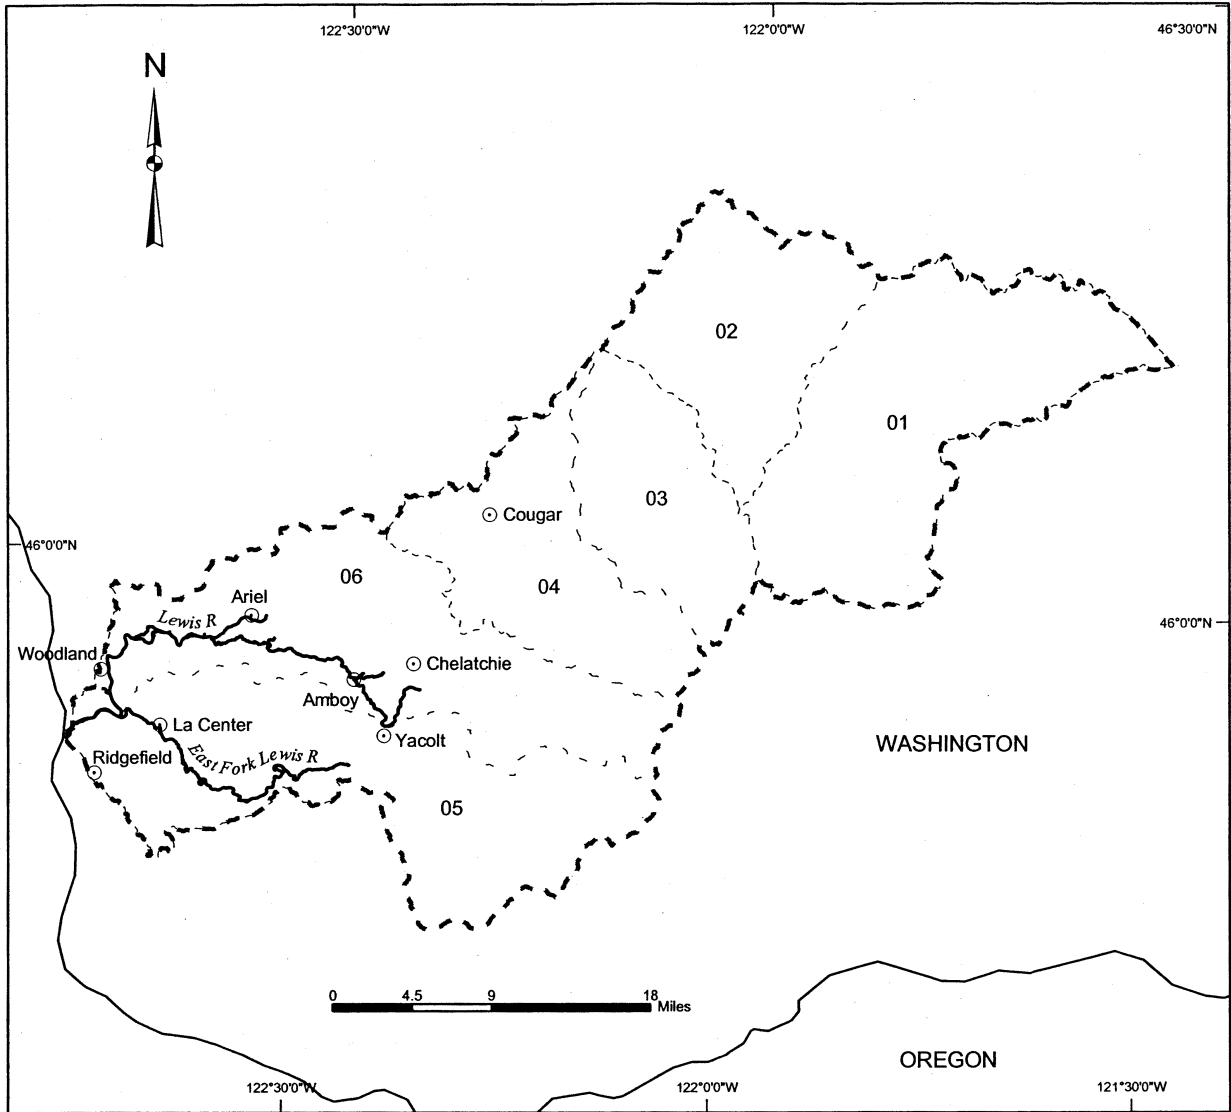 122°30'0"W
122°0'0"W
46°30'0"N
N
02
01
03
Cougar
46°0'0"N
06
04
Ariel
Lewis R
46°0'0"N
Woodland
Chelatchie
Amboy
La Center
Yacolt
WASHINGTON
Ridgefield
East Fork Lewis R
05
0 4.5 9 18
Miles
OREGON
122°30'0"W
122°0'0"W
121°30'0"W